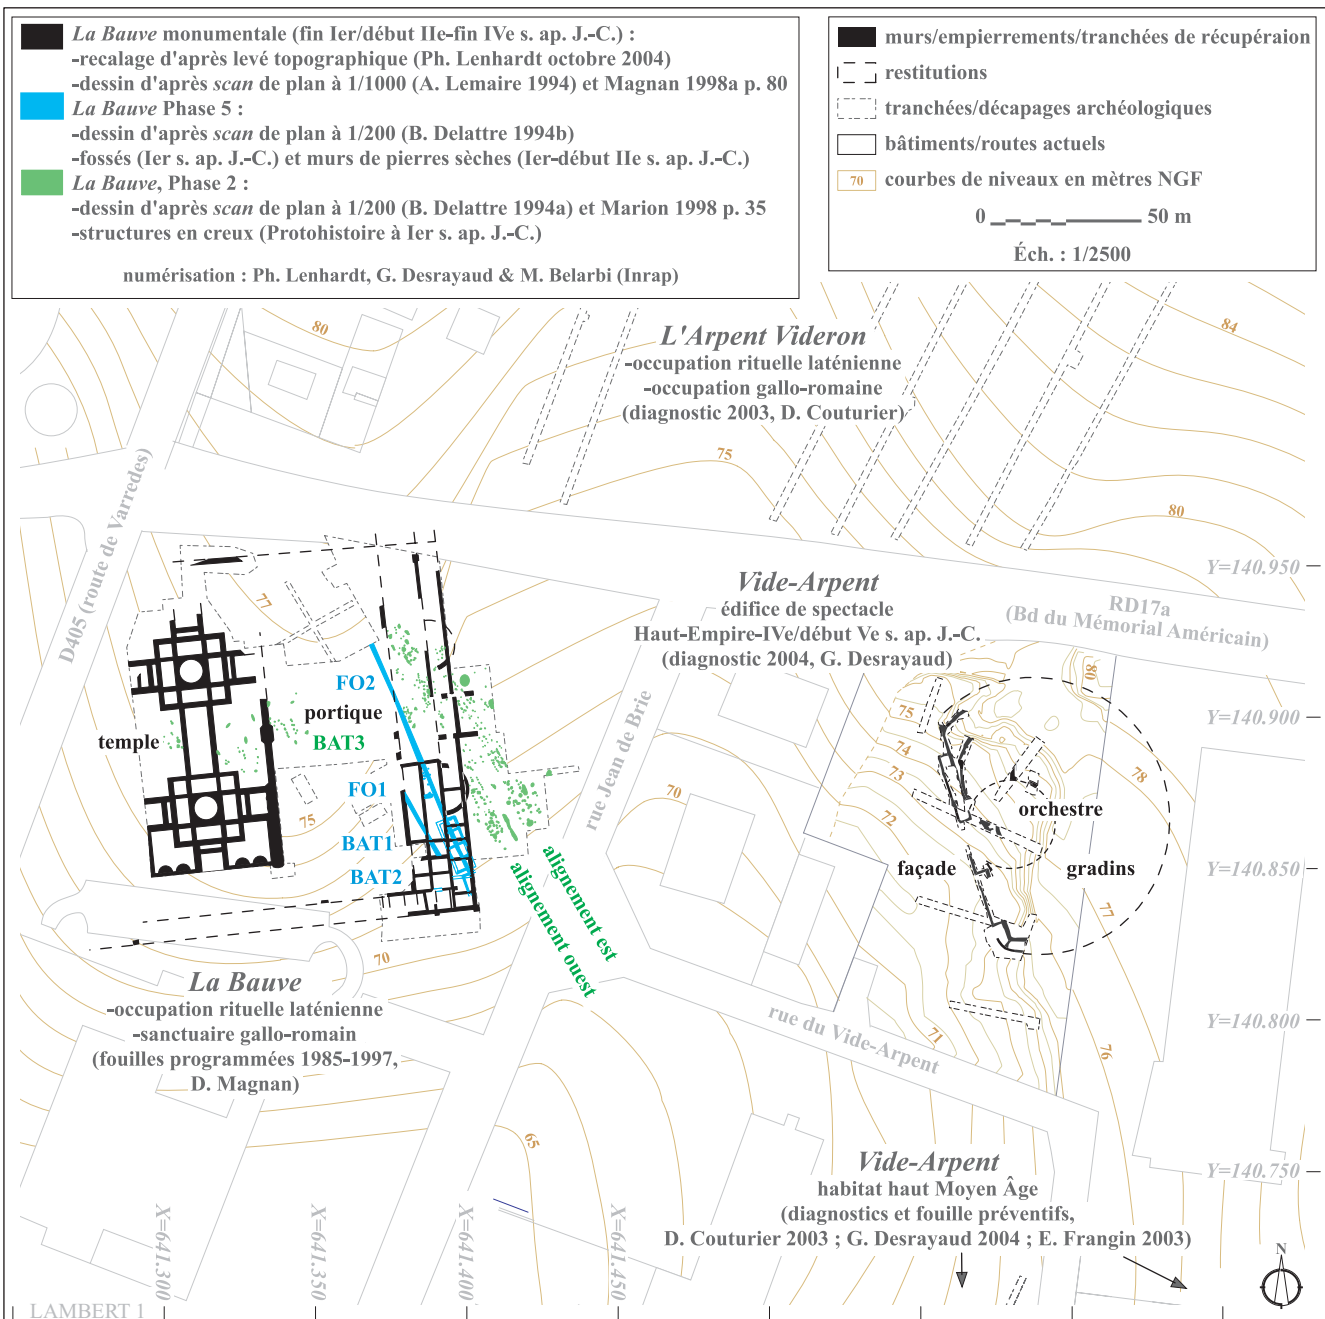 La Bauve monumentale (fin Ier/début IIe-fin IVe s. ap. J.-C.) :
-recalage d'après levé topographique (Ph. Lenhardt octobre 2004)
-dessin d'après scan de plan à 1/1000 (A. Lemaire 1994) et Magnan 1998a p. 80
La Bauve Phase 5 :
-dessin d'après scan de plan à 1/200 (B. Delattre 1994b)
-fossés (Ier s. ap. J.-C.) et murs de pierres sèches (Ier-début IIe s. ap. J.-C.)
La Bauve, Phase 2 :
-dessin d'après scan de plan à 1/200 (B. Delattre 1994a) et Marion 1998 p. 35
-structures en creux (Protohistoire à Ier s. ap. J.-C.)
numérisation : Ph. Lenhardt, G. Desrayaud & M. Belarbi (Inrap)
murs/empierrements/tranchées de récupéraion
restitutions
tranchées/décapages archéologiques
bâtiments/routes actuels
70 courbes de niveaux en mètres NGF
0 50 m
Éch. : 1/2500
80
L'Arpent Videron
-occupation rituelle laténienne
-occupation gallo-romaine
(diagnostic 2003, D. Couturier)
84
75
80
D405 (route de Varredes)
Y=140.950
Vide-Arpent
édifice de spectacle
Haut-Empire-IVe/début Ve s. ap. J.-C.
(diagnostic 2004, G. Desrayaud)
RD17a
(Bd du Mémorial Américain)
77
80
FO2
portique
BAT3
temple
rue Jean de Brie
75
74
73
72
Y=140.900
78
FO1
75
70
orchestre
BAT1
BAT2
façade
gradins
Y=140.850
alignement est
alignement ouest
77
70
La Bauve
-occupation rituelle laténienne
-sanctuaire gallo-romain
(fouilles programmées 1985-1997,
D. Magnan)
rue du Vide-Arpent
71
76
Y=140.800
65
Vide-Arpent
habitat haut Moyen Âge
(diagnostics et fouille préventifs,
D. Couturier 2003 ; G. Desrayaud 2004 ; E. Frangin 2003)
Y=140.750
X=641.300
X=641.350
X=641.400
X=641.450
N
LAMBERT 1